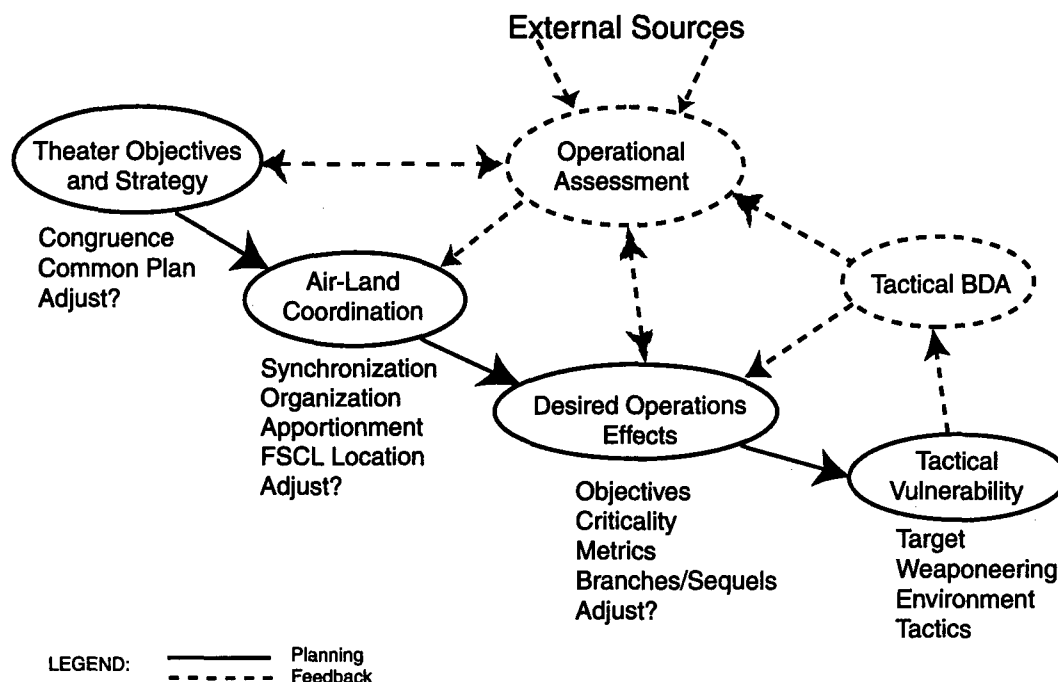 External Sources
Theater Objectives
and Strategy
Operational
Assessment
Congruence
Common Plan
Adjust?
Air-Land
Coordination
Tactical BDA
Synchronization
Organization
Apportionment
FSCL Location
Adjust?
Desired Operations
Effects
Tactical
Vulnerability
Objectives
Criticality
Metrics
Branches/Sequels
Adjust?
Target
Weaponeering
Environment
Tactics
LEGEND:
Planning
Feedback